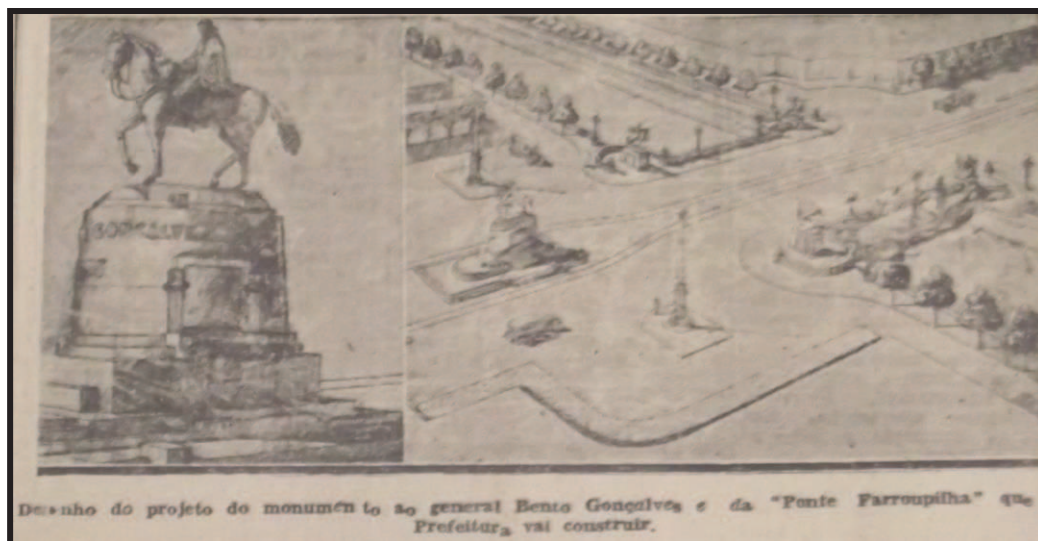 Desenho do projeto do monumento ao general Bento Gonçalves e da "Ponte Farroupilha" que
Prefeitura vai construir.